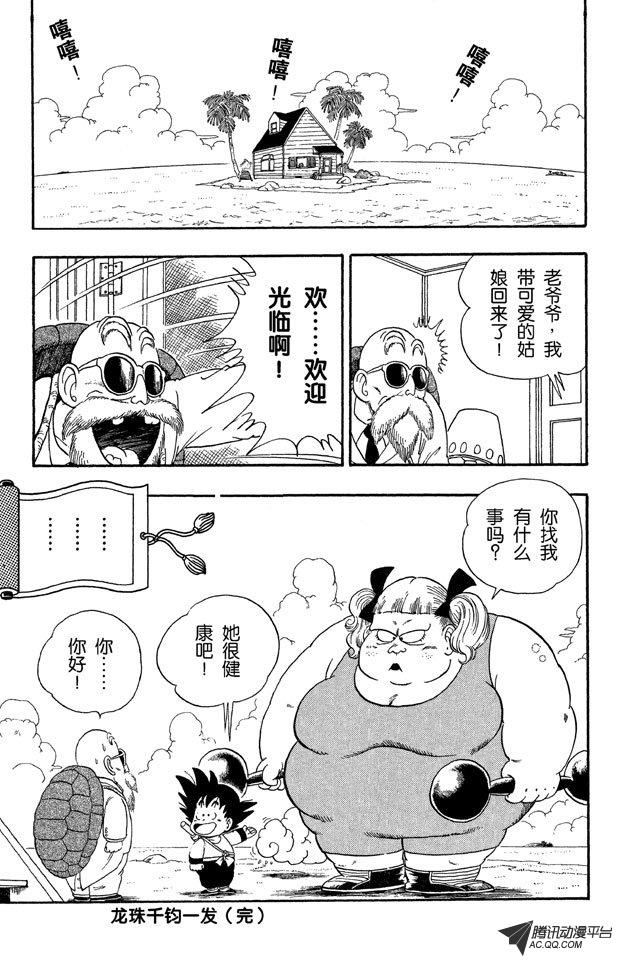 嘻嘻！
嘻嘻！
嘻嘻！
老爷爷，我
带可爱的姑
娘回来了！
欢……欢迎
光临啊！
你找我
有什么
事吗？
她很健
康吧！
你……
你好！
………
………
………
龙珠千钧一发（完）
腾讯动漫平台
AC.QQ.COM